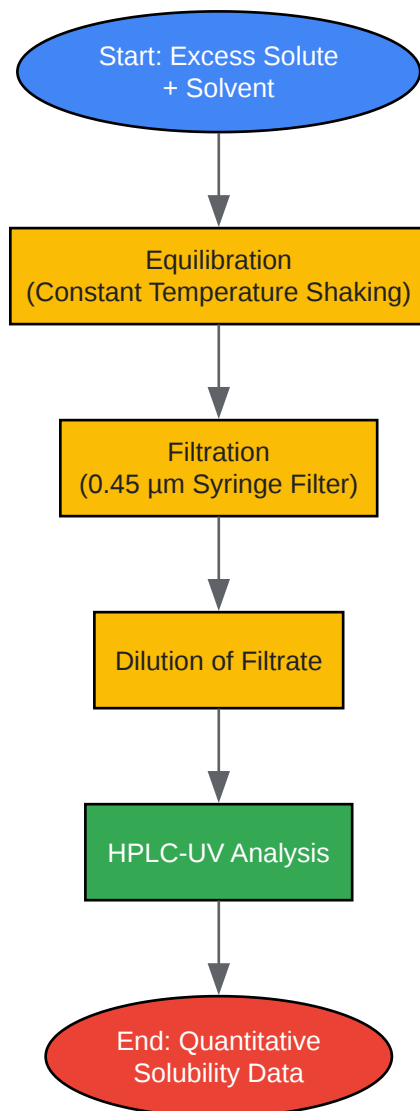 Start: Excess Solute
+ Solvent
Equilibration
(Constant Temperature Shaking)
Filtration
(0.45 µm Syringe Filter)
Dilution of Filtrate
HPLC-UV Analysis
End: Quantitative
Solubility Data